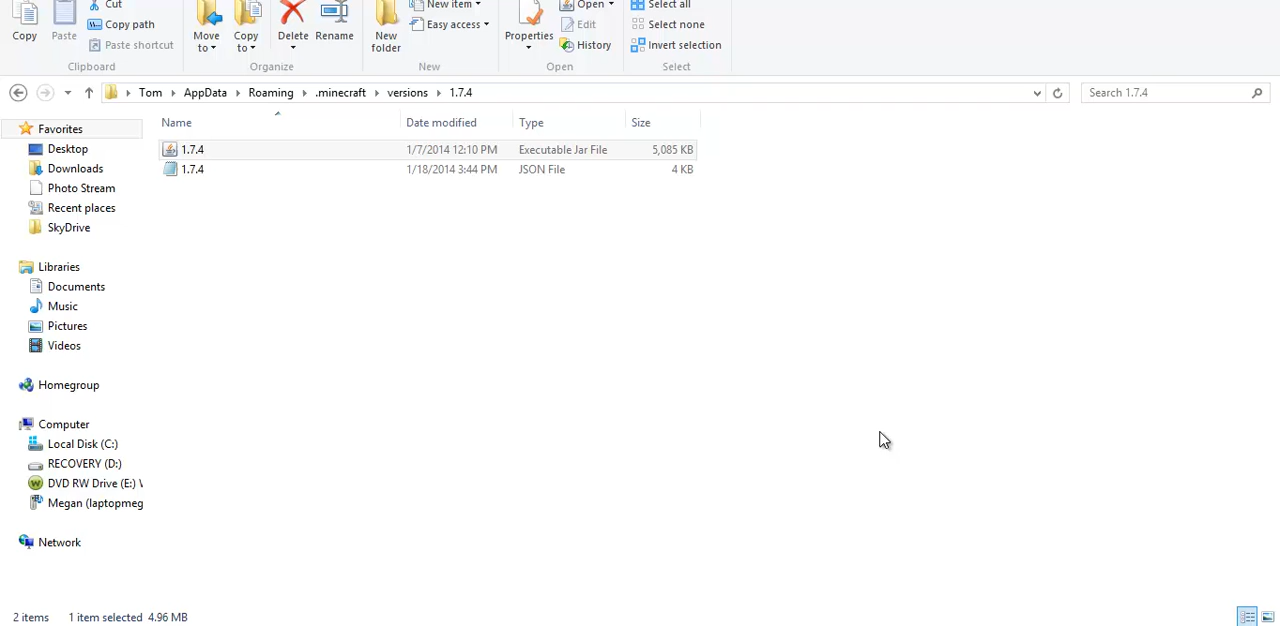 Cut
New item
Open
Select all
Copy path
Edit
Select none
Copy
Paste
Paste shortcut
Move to
Copy to
Delete
Rename
New folder
Easy access
Properties
History
Invert selection
Clipboard
Organize
New
Open
Select
Tom
AppData
Roaming
.minecraft
versions
1.7.4
Search 1.7.4
Name
Date modified
Type
Size
1.7.4
1/7/2014 12:10 PM
Executable Jar File
5,085 KB
1.7.4
1/18/2014 3:44 PM
JSON File
4 KB
Favorites
Desktop
Downloads
Photo Stream
Recent places
SkyDrive
Libraries
Documents
Music
Pictures
Videos
Homegroup
Computer
Local Disk (C:)
RECOVERY (D:)
DVD RW Drive (E:) \
Megan (laptopmeg
Network
2 items
1 item selected 4.96 MB